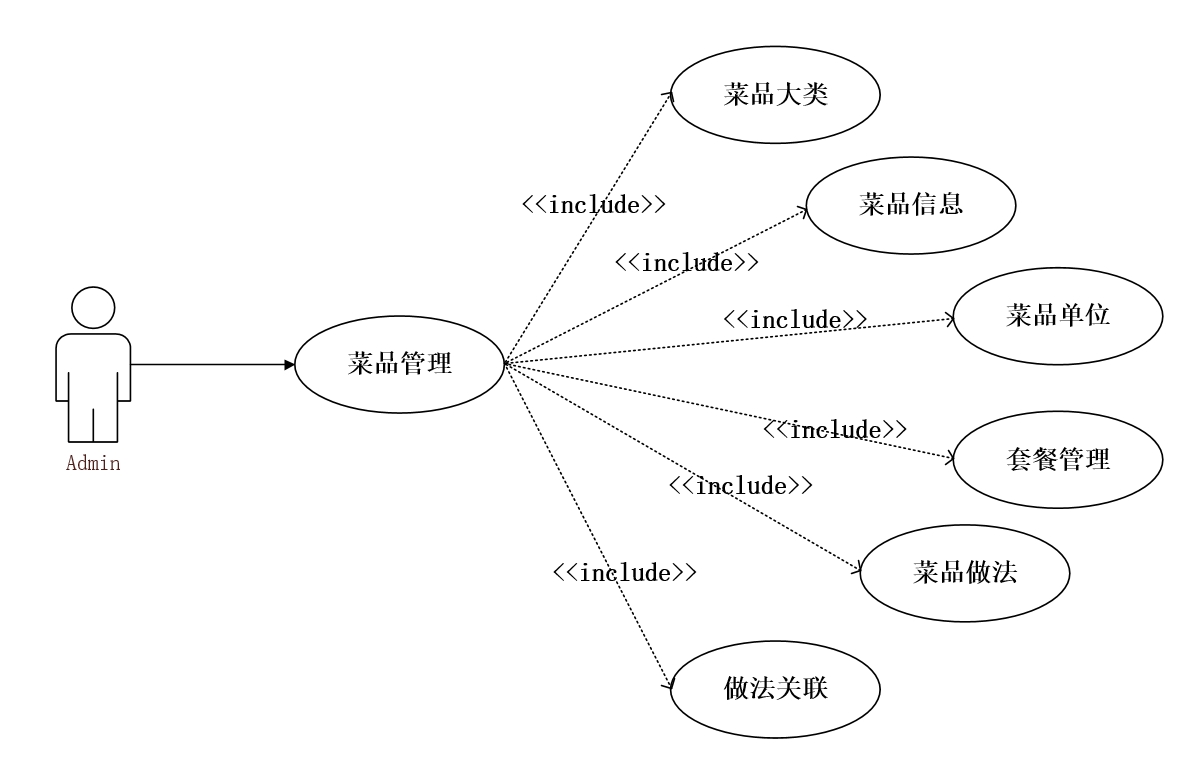 菜品大类
<<include>>
菜品信息
<<include>>
菜品单位
<<include>>
菜品管理
<<include>>
套餐管理
Admin
<<include>>
菜品做法
<<include>>
做法关联